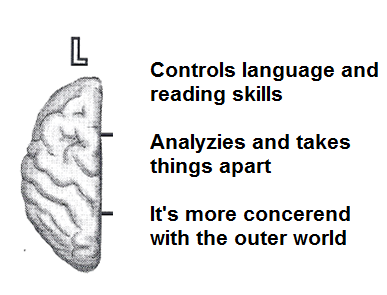 L
Controls language and
reading skills
Analyzies and takes
things apart
It's more concerend
with the outer world